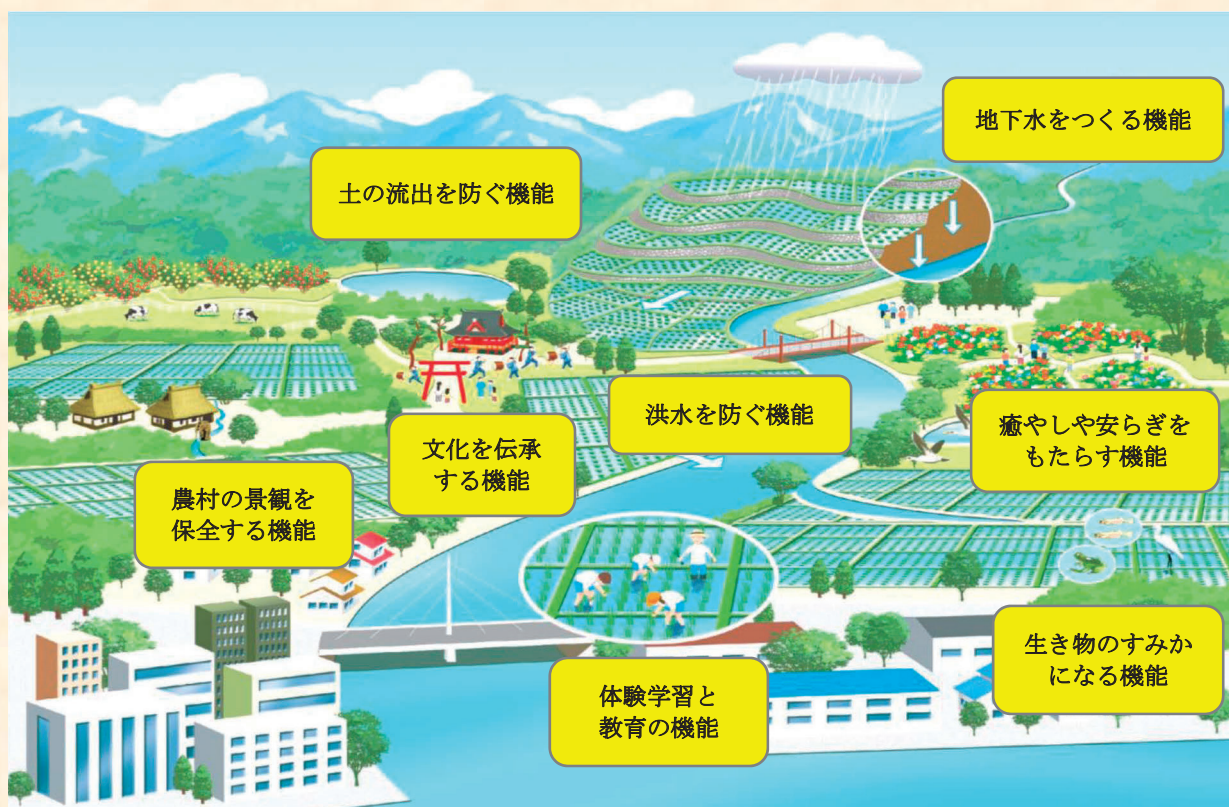 地下水をつくる機能
土の流出を防ぐ機能
洪水を防ぐ機能
癒やしや安らぎを
もたらす機能
文化を伝承
する機能
農村の景観を
保全する機能
生き物のすみか
になる機能
体験学習と
教育の機能